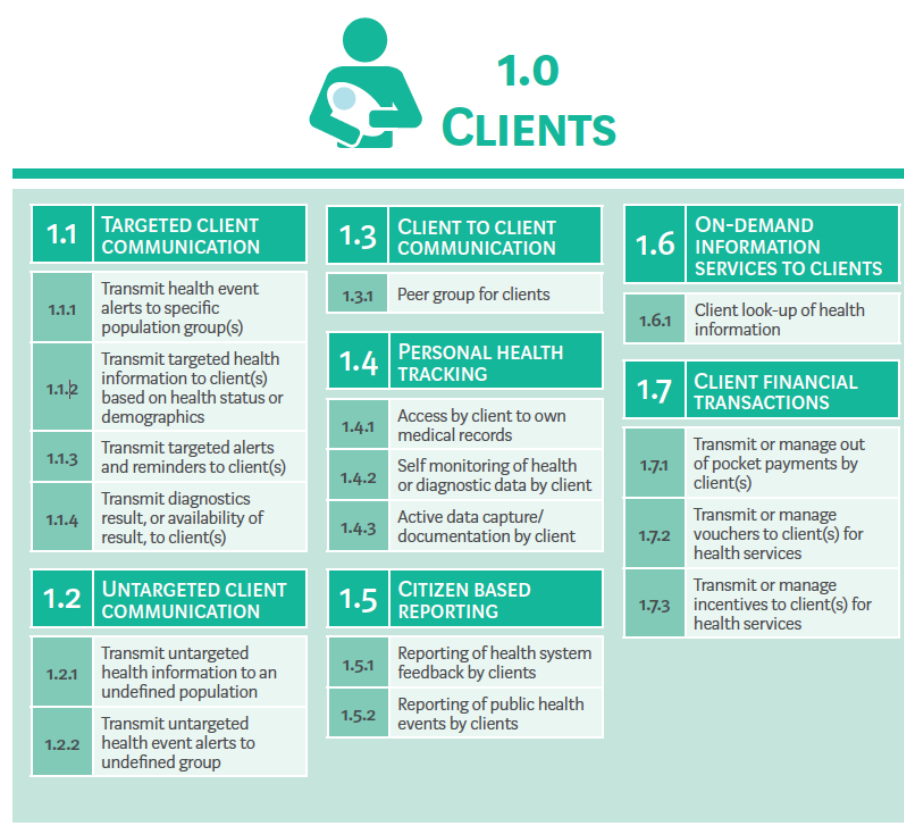 1.0
CLIENTS
1.1
TARGETED CLIENT
COMMUNICATION
1.1.1
Transmit health event
alerts to specific
population group(s)
1.1.2
Transmit targeted health
information to client(s)
based on health status or
demographics
1.1.3
Transmit targeted alerts
and reminders to client(s)
1.1.4
Transmit diagnostics
result, or availability of
result, to client(s)
1.2
UNTARGETED CLIENT
COMMUNICATION
1.2.1
Transmit untargeted
health information to an
undefined population
1.2.2
Transmit untargeted
health event alerts to
undefined group
1.3
CLIENT TO CLIENT
COMMUNICATION
1.3.1
Peer group for clients
1.4
PERSONAL HEALTH
TRACKING
1.4.1
Access by client to own
medical records
1.4.2
Self monitoring of health
or diagnostic data by client
1.4.3
Active data capture/
documentation by client
1.5
CITIZEN BASED
REPORTING
1.5.1
Reporting of health system
feedback by clients
1.5.2
Reporting of public health
events by clients
1.6
ON-DEMAND
INFORMATION
SERVICES TO CLIENTS
1.6.1
Client look-up of health
information
1.7
CLIENT FINANCIAL
TRANSACTIONS
1.7.1
Transmit or manage out
of pocket payments by
client(s)
1.7.2
Transmit or manage
vouchers to client(s) for
health services
1.7.3
Transmit or manage
incentives to client(s) for
health services